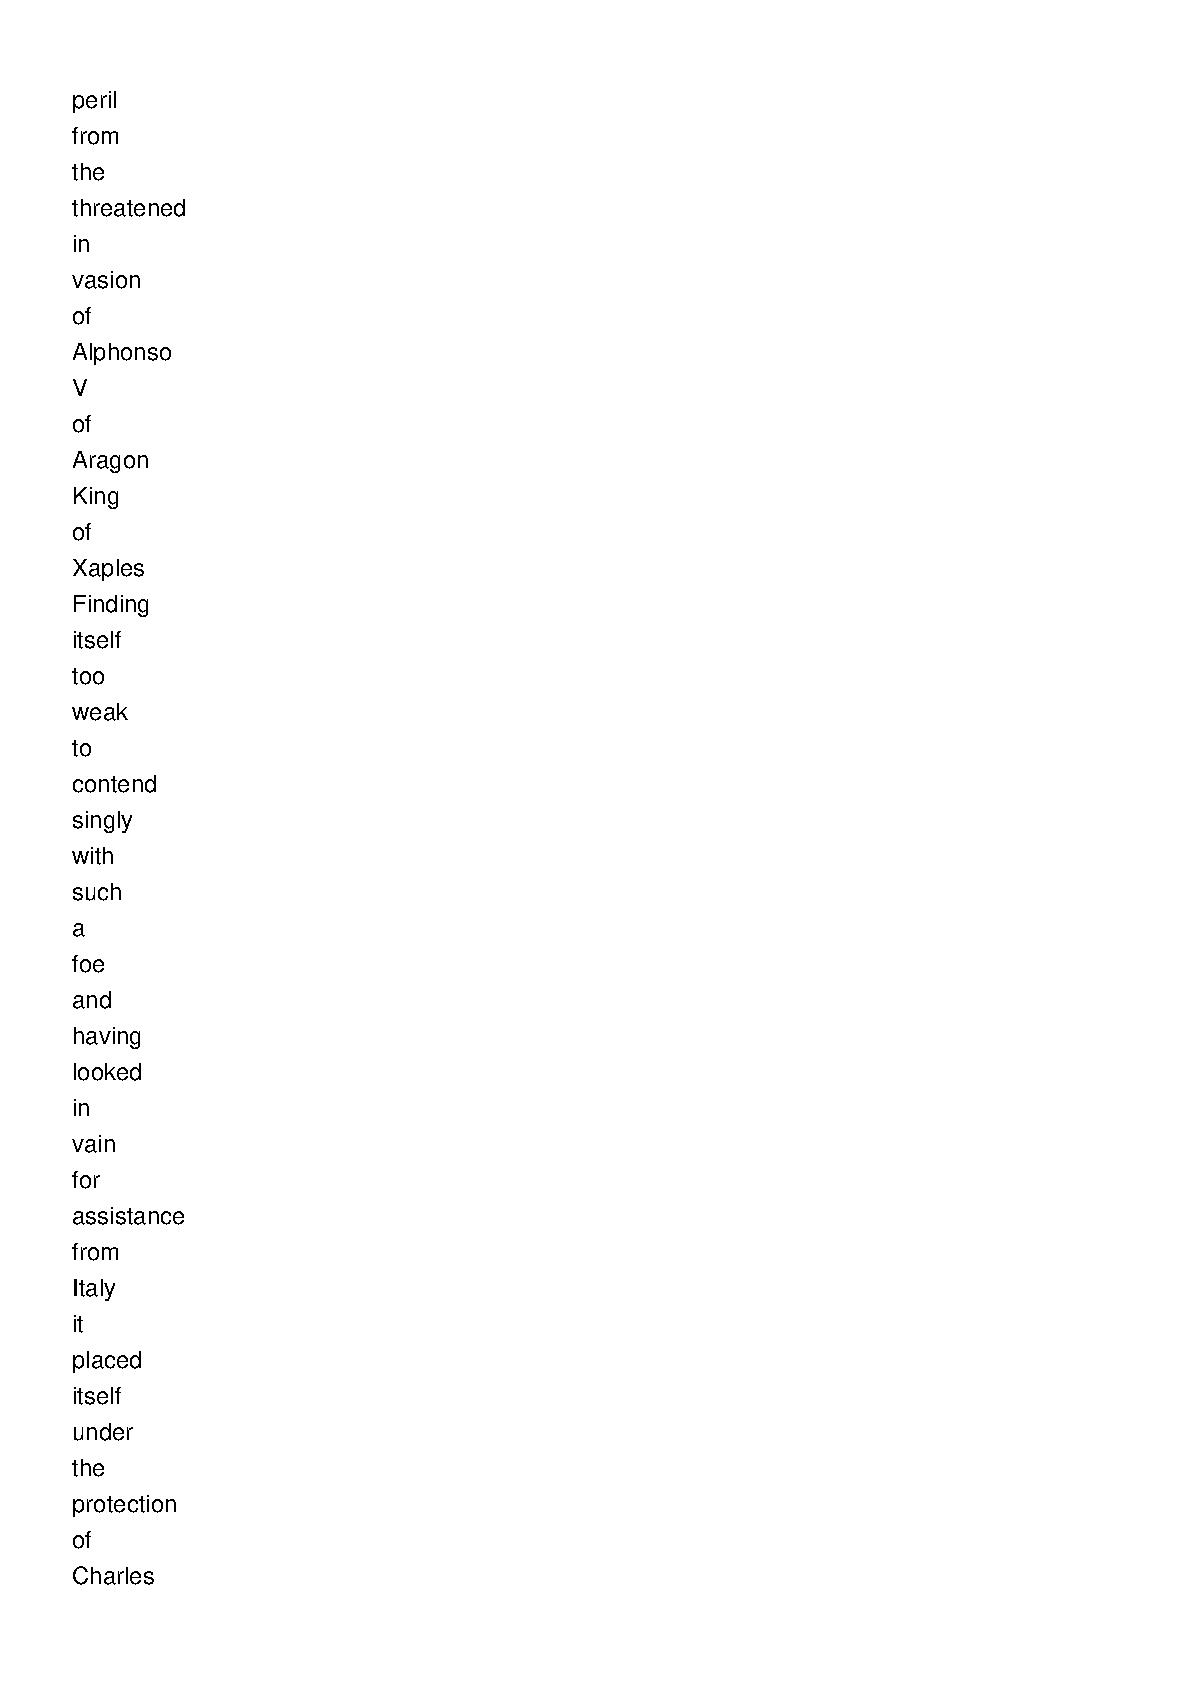 peril
from
the
threatened
in
vasion
of
Alphonso
V
of
Aragon
King
of
Xaples
Finding
itself
too
weak
to
contend
singly
with
such
a
foe
and
having
looked
in
vain
for
assistance
from
Italy
it
placed
itself
under
the
protection
of
Charles